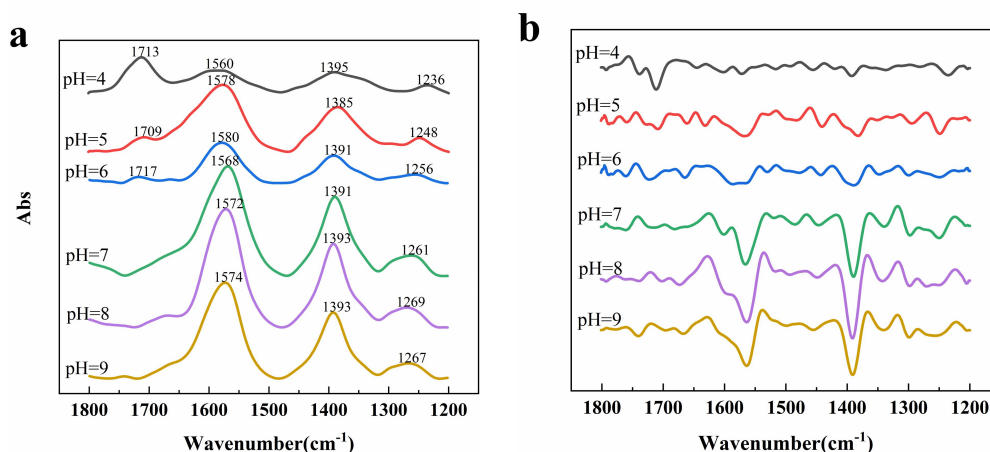 a
pH=4
1713
1560
1395
1236
pH=5
1709
1578
1385
1248
pH=6
1717
1580
1391
1256
pH=7
1568
1391
1261
pH=8
1572
1393
1269
pH=9
1574
1393
1267
Abs
1800 1700 1600 1500 1400 1300 1200
Wavenumber(cm⁻¹)
b
pH=4
pH=5
pH=6
pH=7
pH=8
pH=9
1800 1700 1600 1500 1400 1300 1200
Wavenumber(cm⁻¹)